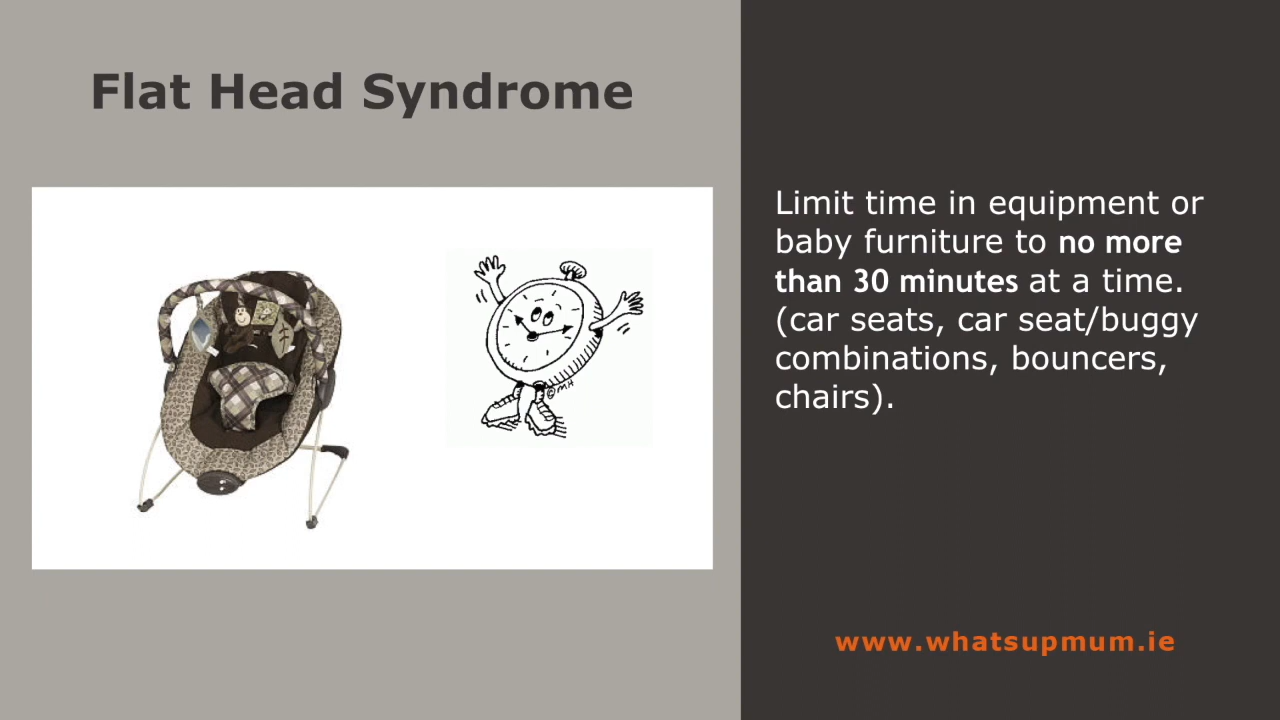 Flat Head Syndrome
Limit time in equipment or
baby furniture to no more
than 30 minutes at a time.
(car seats, car seat/buggy
combinations, bouncers,
chairs).
©MH
www.whatsupmum.ie